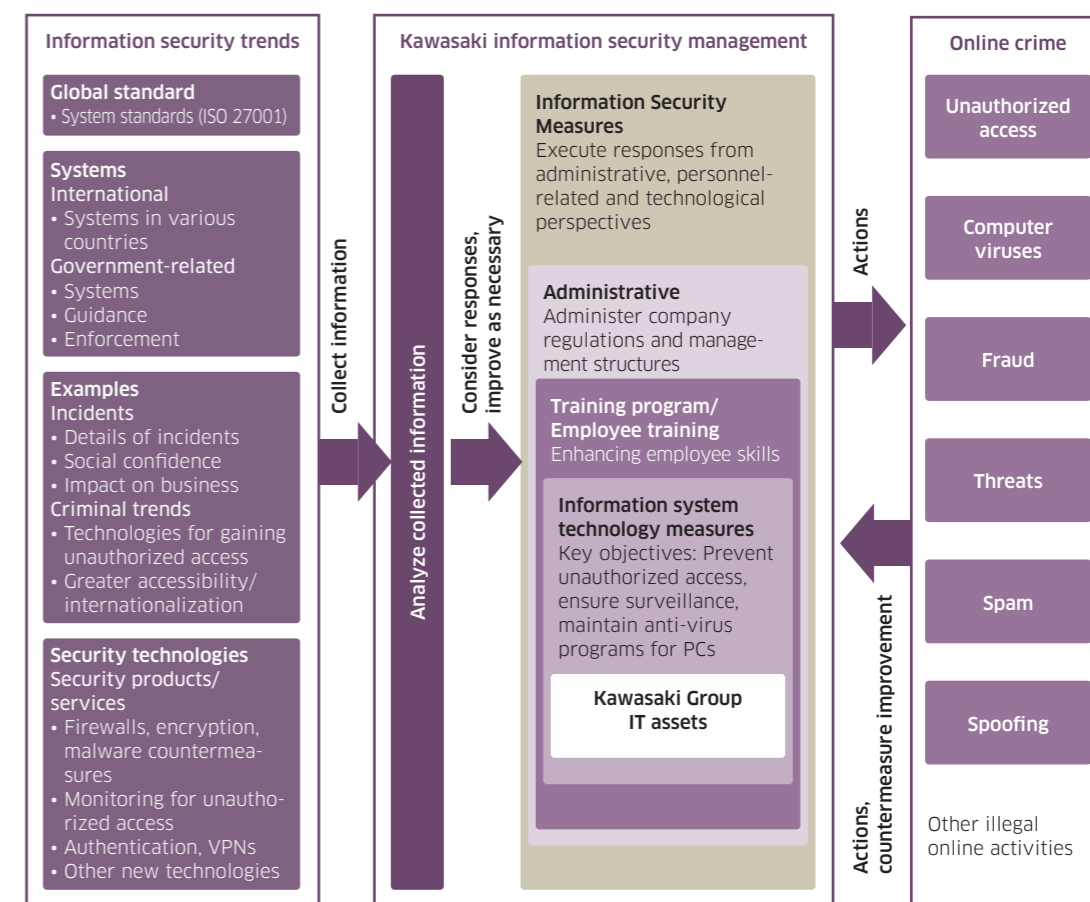 Information security trends
Global standard
• System standards (ISO 27001)
Systems
International
• Systems in various
countries
Government-related
• Systems
• Guidance
• Enforcement
Examples
Incidents
• Details of incidents
• Social confidence
• Impact on business
Criminal trends
• Technologies for gaining
unauthorized access
• Greater accessibility/
internationalization
Security technologies
Security products/
services
• Firewalls, encryption,
malware countermea-
sures
• Monitoring for unautho-
rized access
• Authentication, VPNs
• Other new technologies
Collect information
Kawasaki information security management
Analyze collected information
Consider responses,
improve as necessary
Information Security
Measures
Execute responses from
administrative, personnel-
related and technological
perspectives
Administrative
Administer company
regulations and manage-
ment structures
Training program/
Employee training
Enhancing employee skills
Information system
technology measures
Key objectives: Prevent
unauthorized access,
ensure surveillance,
maintain anti-virus
programs for PCs
Kawasaki Group
IT assets
Actions
Actions,
countermeasure improvement
Online crime
Unauthorized
access
Computer
viruses
Fraud
Threats
Spam
Spoofing
Other illegal
online activities